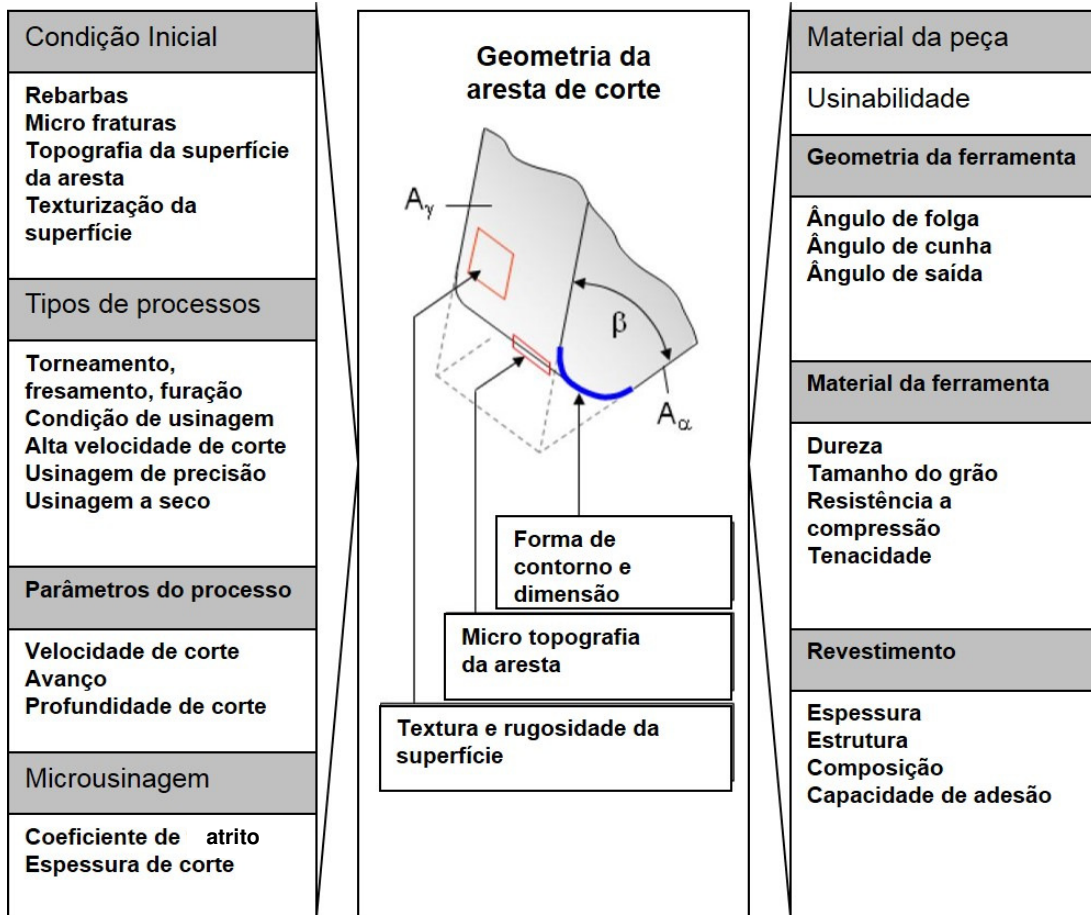 Condição Inicial
Rebarbas
Micro fraturas
Topografia da superfície
da aresta
Texturização da
superfície
Tipos de processos
Torneamento,
fresamento, furação
Condição de usinagem
Alta velocidade de corte
Usinagem de precisão
Usinagem a seco
Parâmetros do processo
Velocidade de corte
Avanço
Profundidade de corte
Microusinagem
Coeficiente de atrito
Espessura de corte
Geometria da
aresta de corte
Aγ
β
Aα
Forma de
contorno e
dimensão
Micro topografia
da aresta
Textura e rugosidade da
superfície
Material da peça
Usinabilidade
Geometria da ferramenta
Ângulo de folga
Ângulo de cunha
Ângulo de saída
Material da ferramenta
Dureza
Tamanho do grão
Resistência a
compressão
Tenacidade
Revestimento
Espessura
Estrutura
Composição
Capacidade de adesão